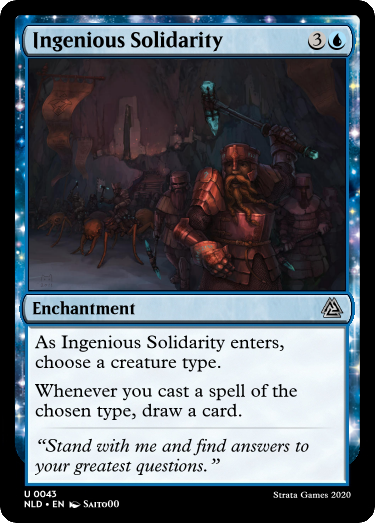 Ingenious Solidarity 3
Enchantment
As Ingenious Solidarity enters,
choose a creature type.
Whenever you cast a spell of the
chosen type, draw a card.
“Stand with me and find answers to
your greatest questions.”
U 0043
NLD • EN Saito00
Strata Games 2020